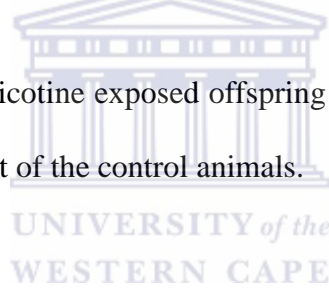 icotine exposed offspring
t of the control animals.
UNIVERSITY of the
WESTERN CAPE